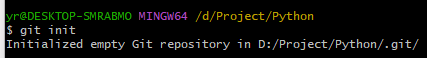 yr@DESKTOP-SMRABMO MINGW64 /d/Project/Python
$ git init
Initialized empty Git repository in D:/Project/Python/.git/